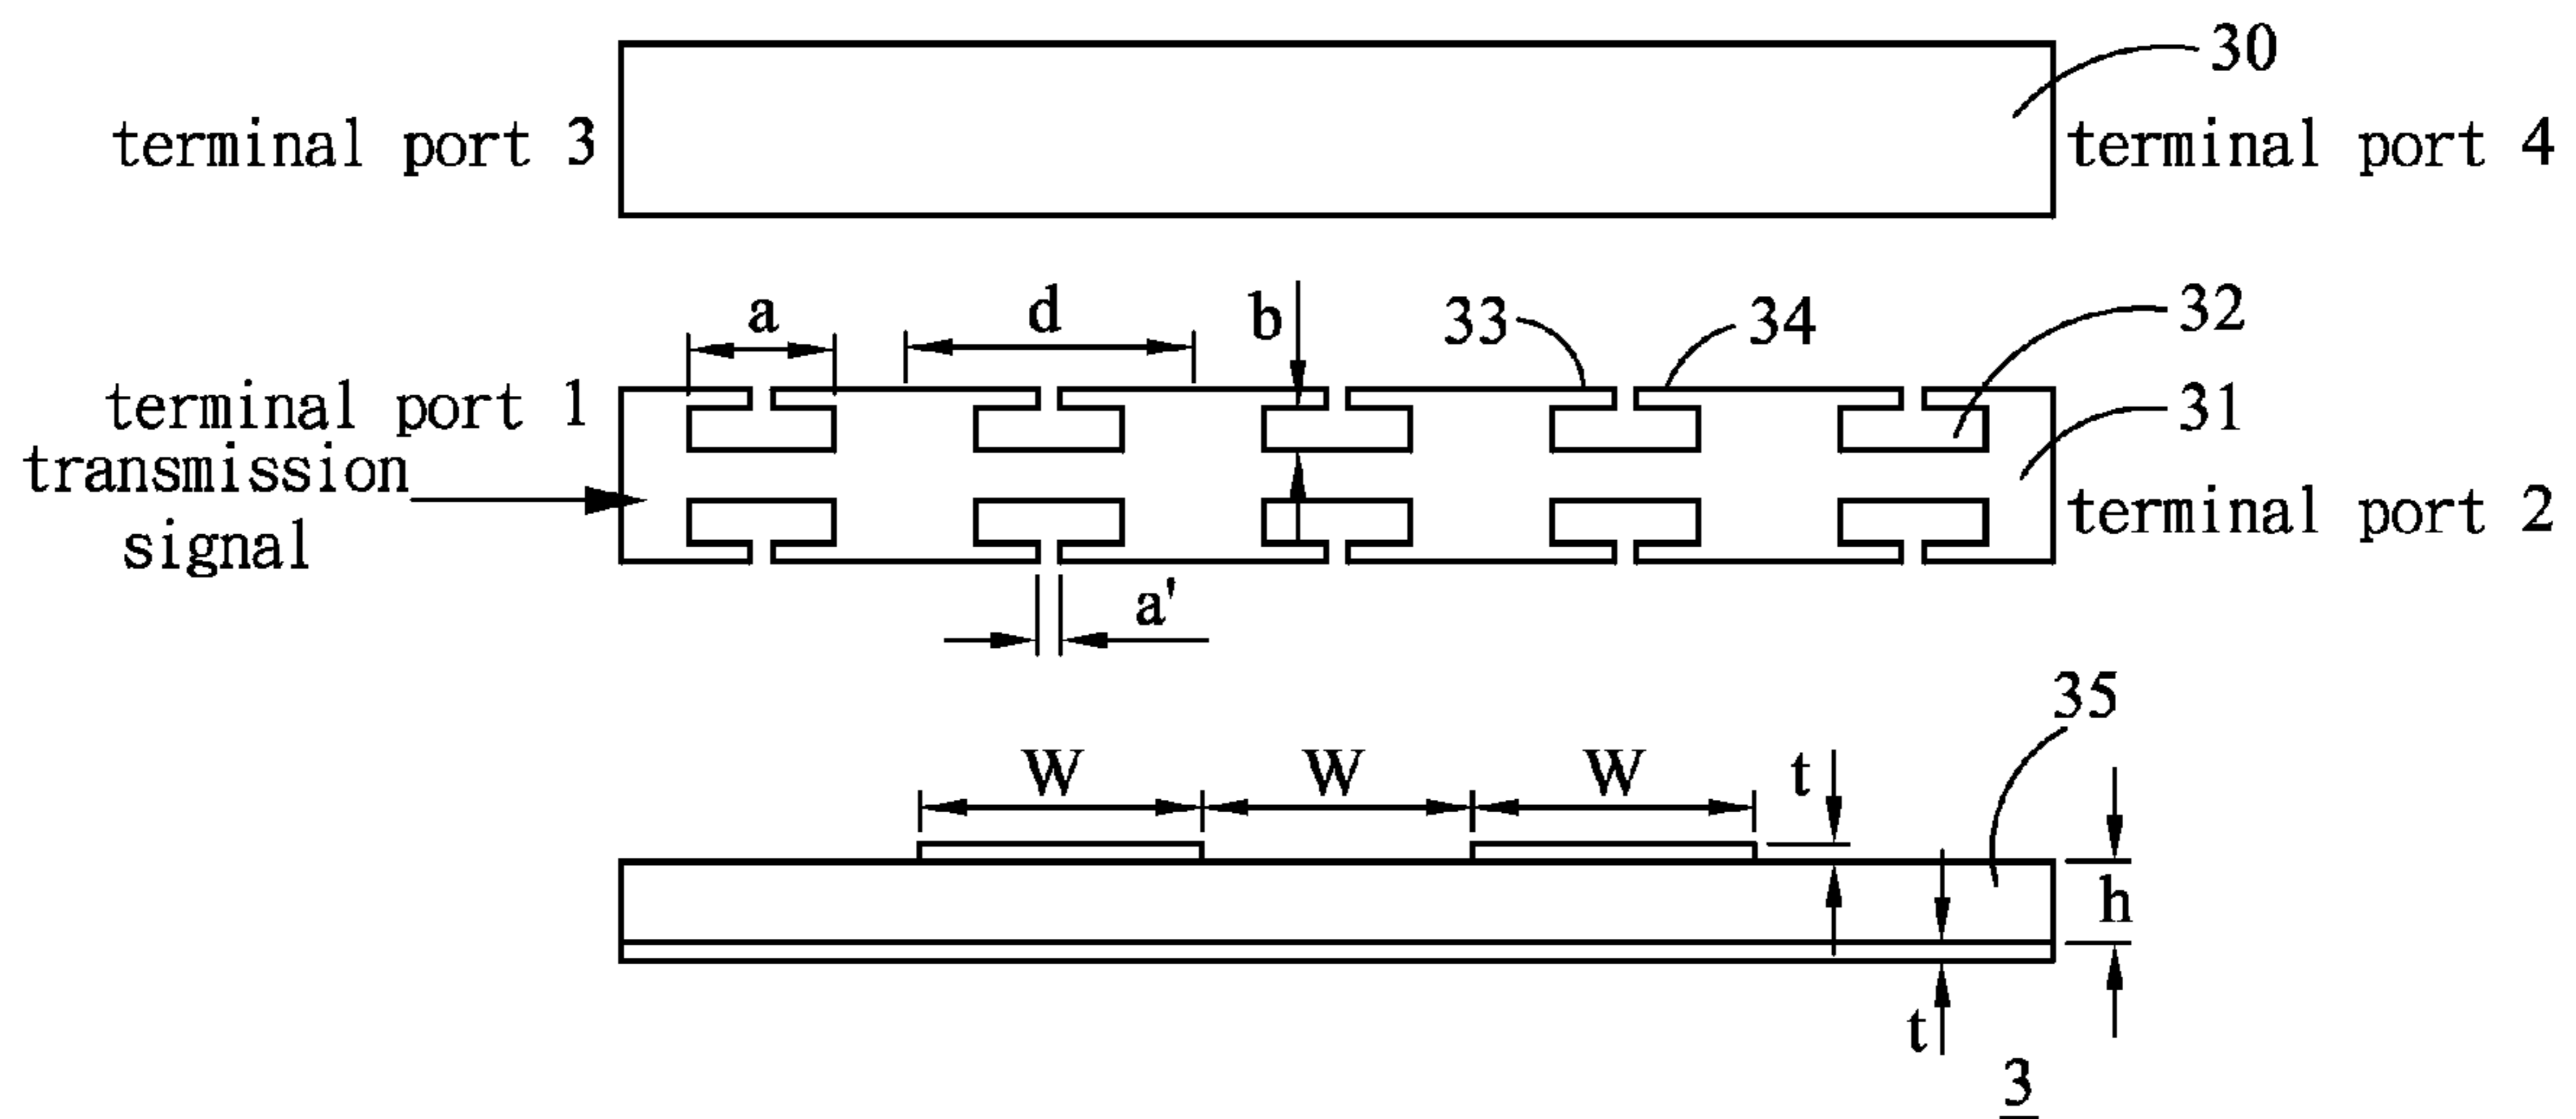 30
terminal port 3
terminal port 4
a
d
b
33
34
32
terminal port 1
31
transmission
signal
terminal port 2
a'
35
W
W
W
t
h
t
3